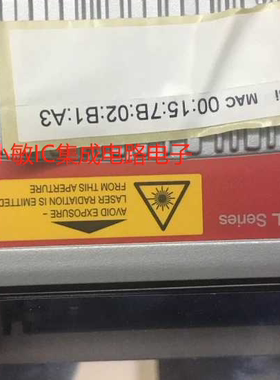 MAC 00:15:7B:02:B1:A3
小敏IC集成电路电子
AVOID EXPOSURE -
LASER RADIATION IS EMITTED
FROM THIS APERTURE
L Series